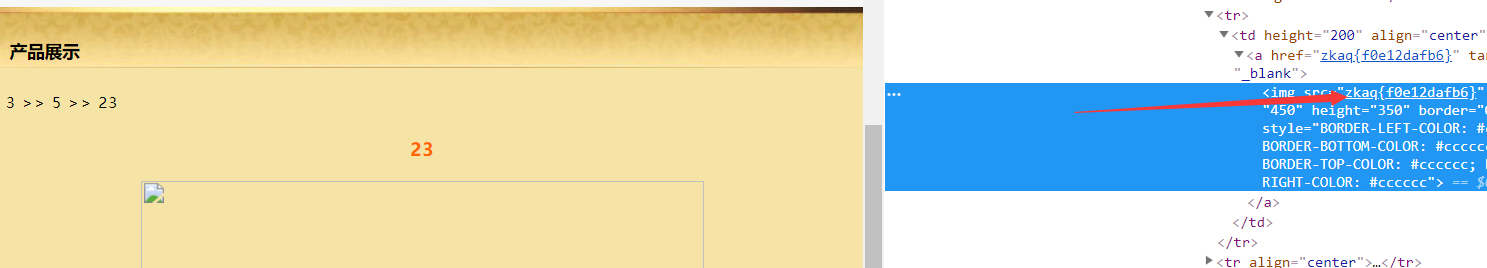 产品展示
3 >> 5 >> 23
23
<tr>
<td height="200" align="center"
<a href="zkaq{f0e12dafb6}" tar
"_blank">
<img src="zkaq{f0e12dafb6}"
"450" height="350" border="
style="BORDER-LEFT-COLOR: #c
BORDER-BOTTOM-COLOR: #cccccc
BORDER-TOP-COLOR: #cccccc;
RIGHT-COLOR: #cccccc"> == $
</a>
</td>
</tr>
<tr align="center">…</tr>